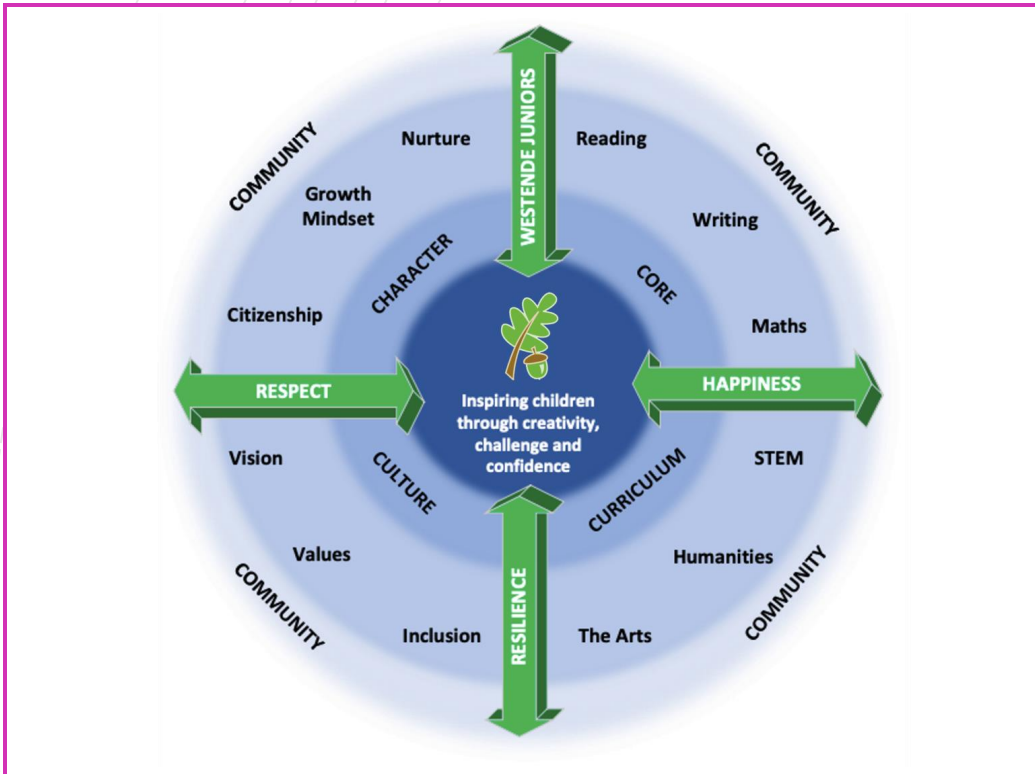 WESTENDE JUNIORS
COMMUNITY
Nurture
Reading
COMMUNITY
Growth
Mindset
Writing
CHARACTER
CORE
Citizenship
Maths
RESPECT
HAPPINESS
Inspiring children
through creativity,
challenge and
confidence
Vision
CULTURE
CURRICULUM
STEM
Values
Humanities
COMMUNITY
Inclusion
RESILIENCE
The Arts
COMMUNITY